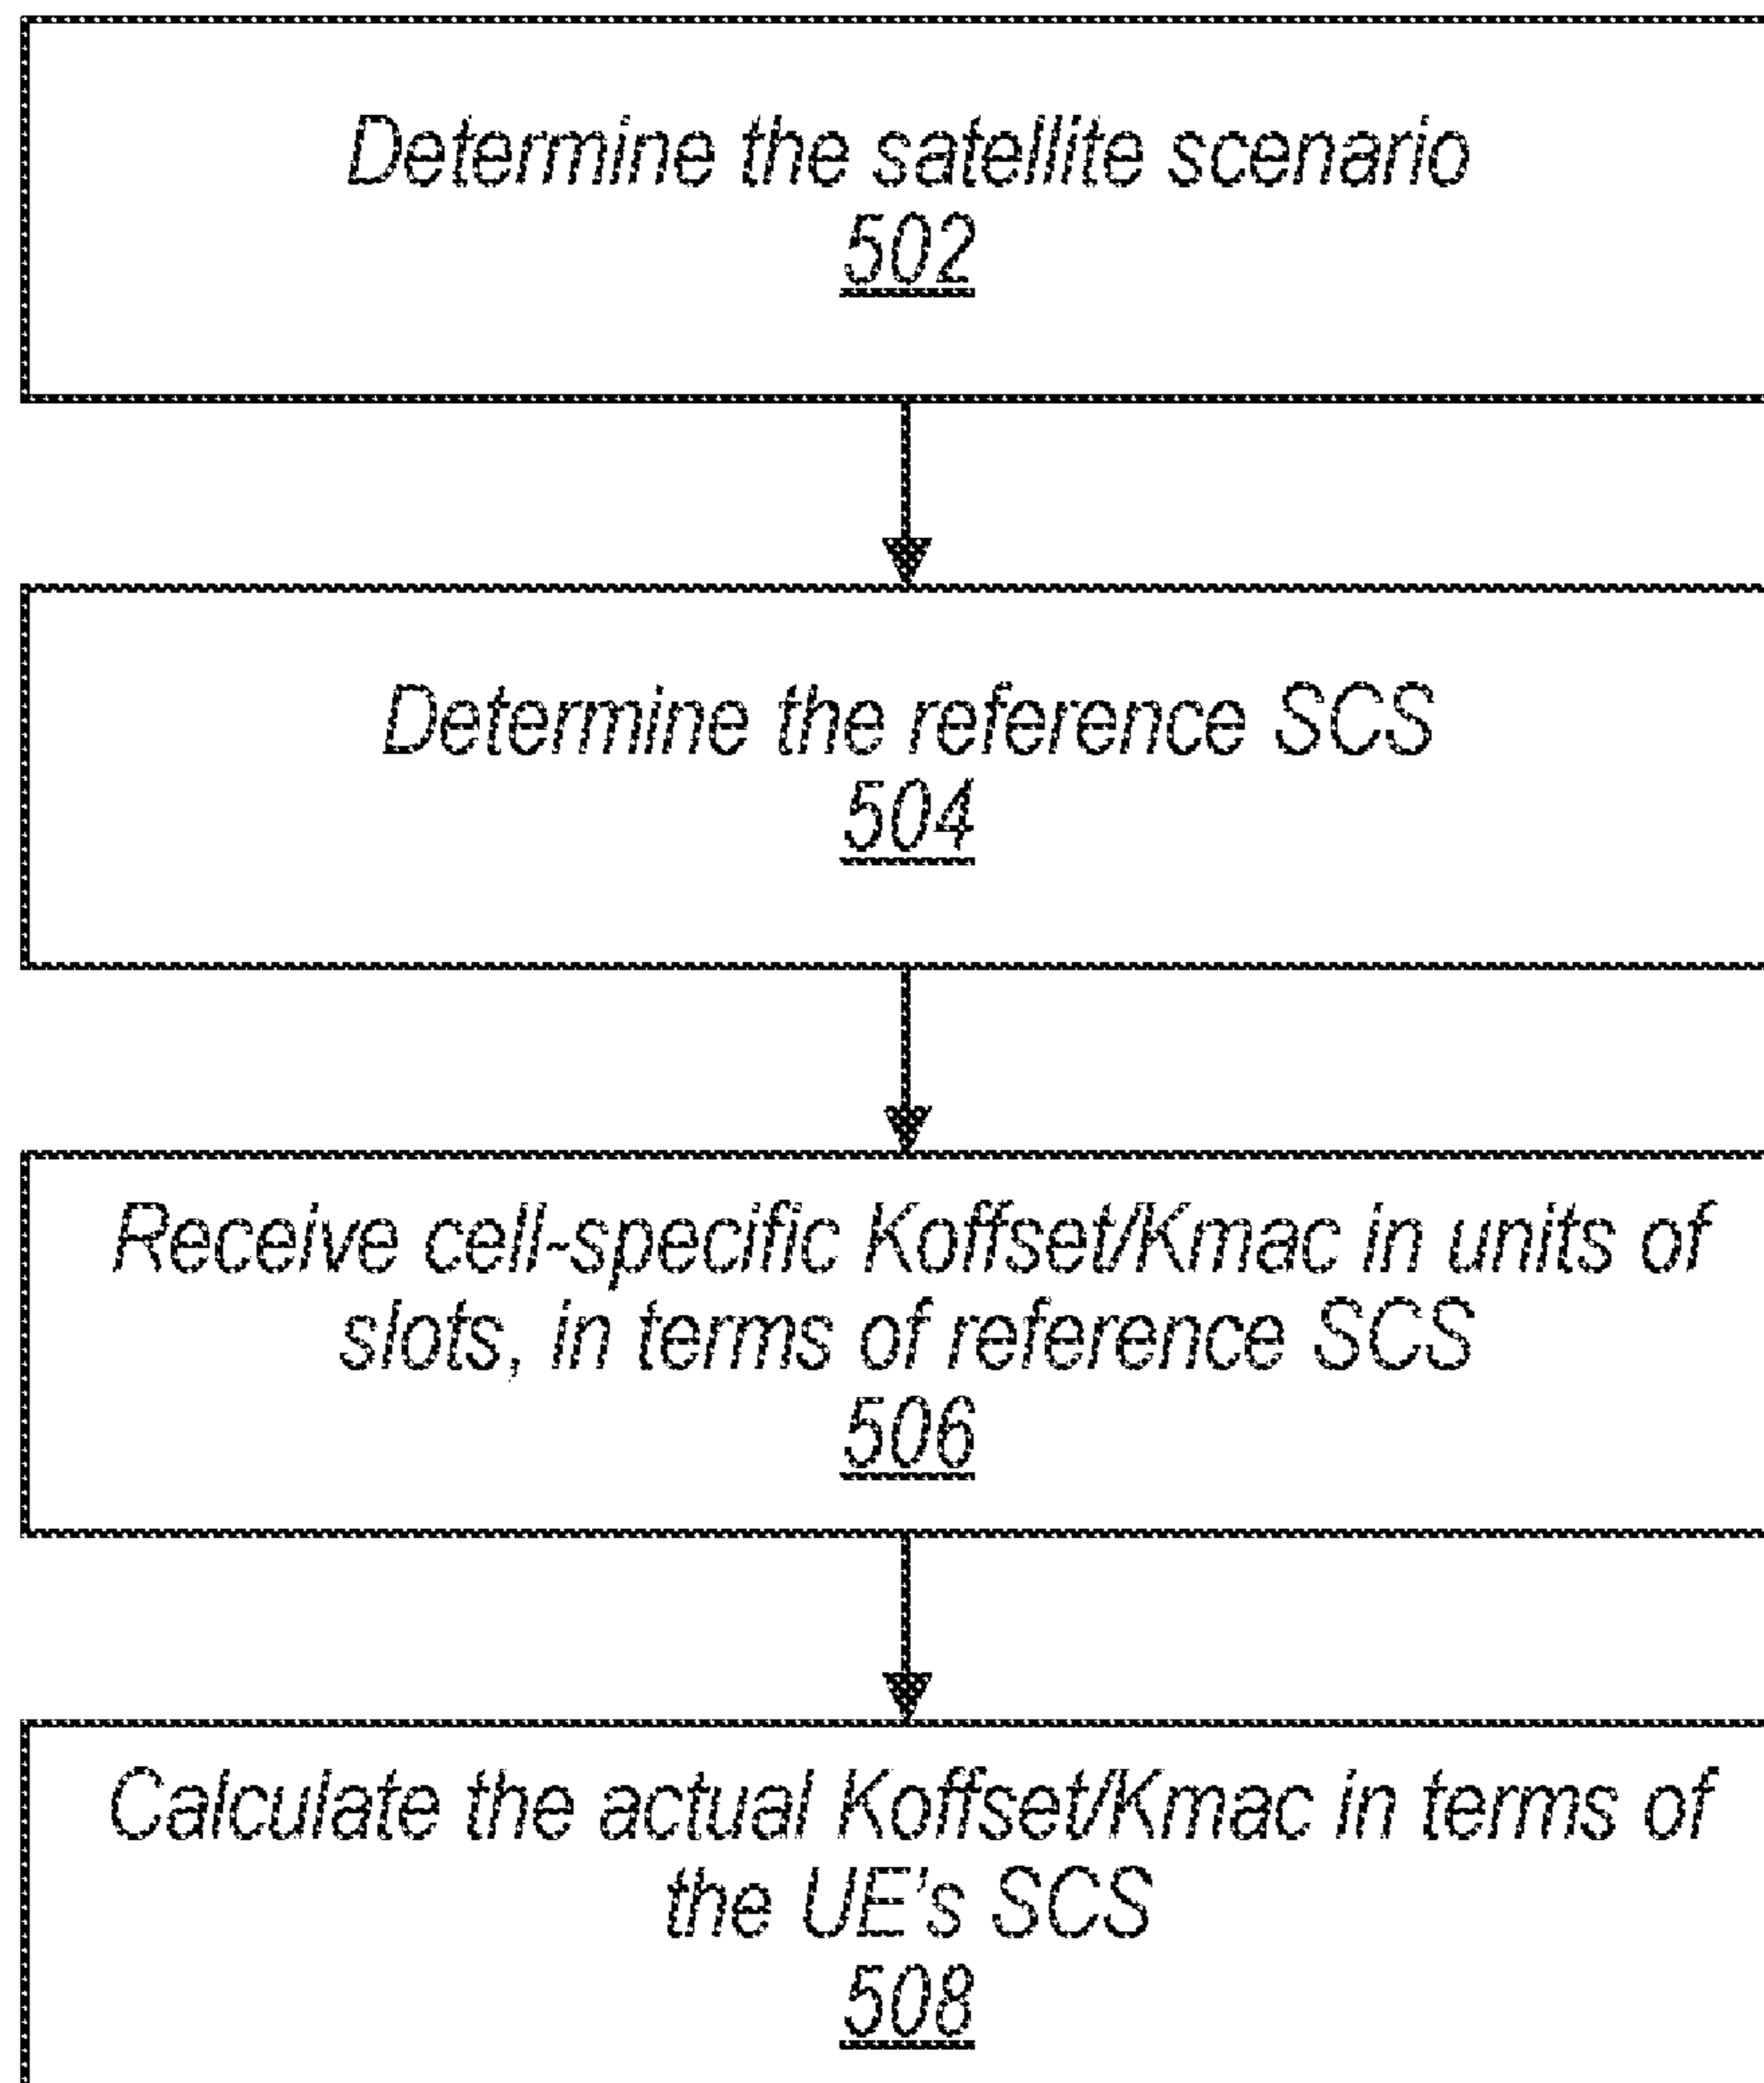 Determine the satellite scenario
502
Determine the reference SCS
504
Receive cell-specific Koffset/Kmac in units of
slots, in terms of reference SCS
506
Calculate the actual Koffset/Kmac in terms of
the UE's SCS
508